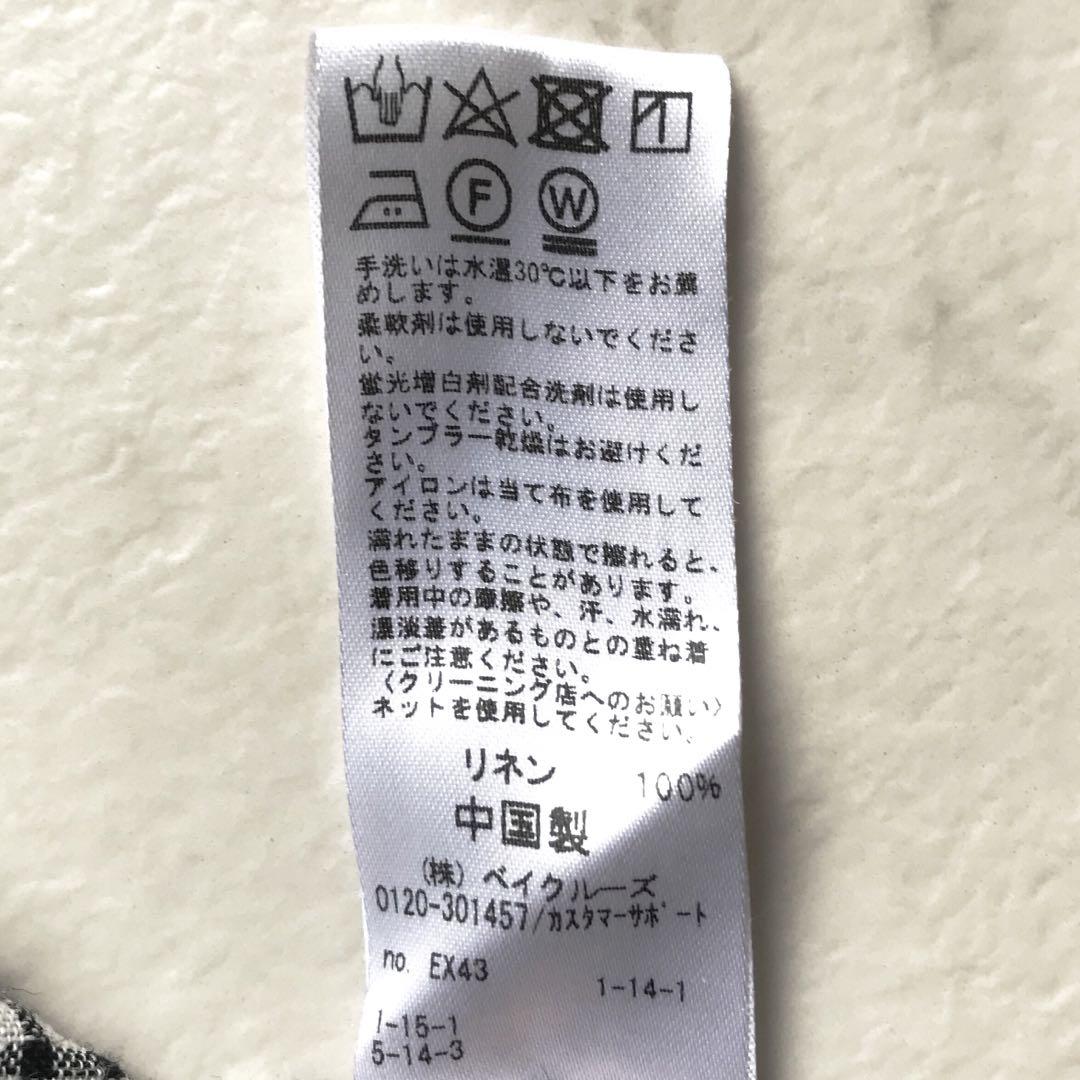 F W
手洗いは水温30℃以下をお薦
めします。
柔軟剤は使用しないでくださ
い。
蛍光増白剤配合洗剤は使用し
ないでください。
タンブラー乾燥はお避けくだ
さい。
アイロンは当て布を使用して
ください。
濡れたままの状態で擦れると、
色移りすることがあります。
着用中の摩擦や、汗、水濡れ、
濃淡差があるものとの重ね着
にご注意ください。
〈クリーニング店へのお願い〉
ネットを使用してください。
リネン 100%
中国製
(株)ベイクルーズ
0120-301457/カスタマーサポート
no. EX43
1-14-1
1-15-1
5-14-3